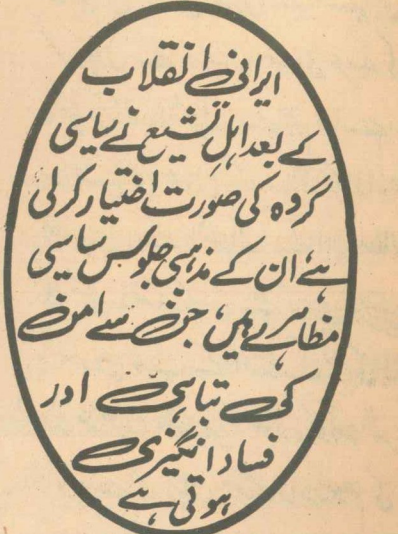 ایرانی انقلاب
کے بعد اہل تشیع نے سیاسی
گروہ کی صورت اختیار کرلی
ہے، ان کے مذہبی جلوس سیاسی
مظاہرے ہیں، جن سے امن
کی تباہی اور
فساد انگیزی
ہوتی ہے